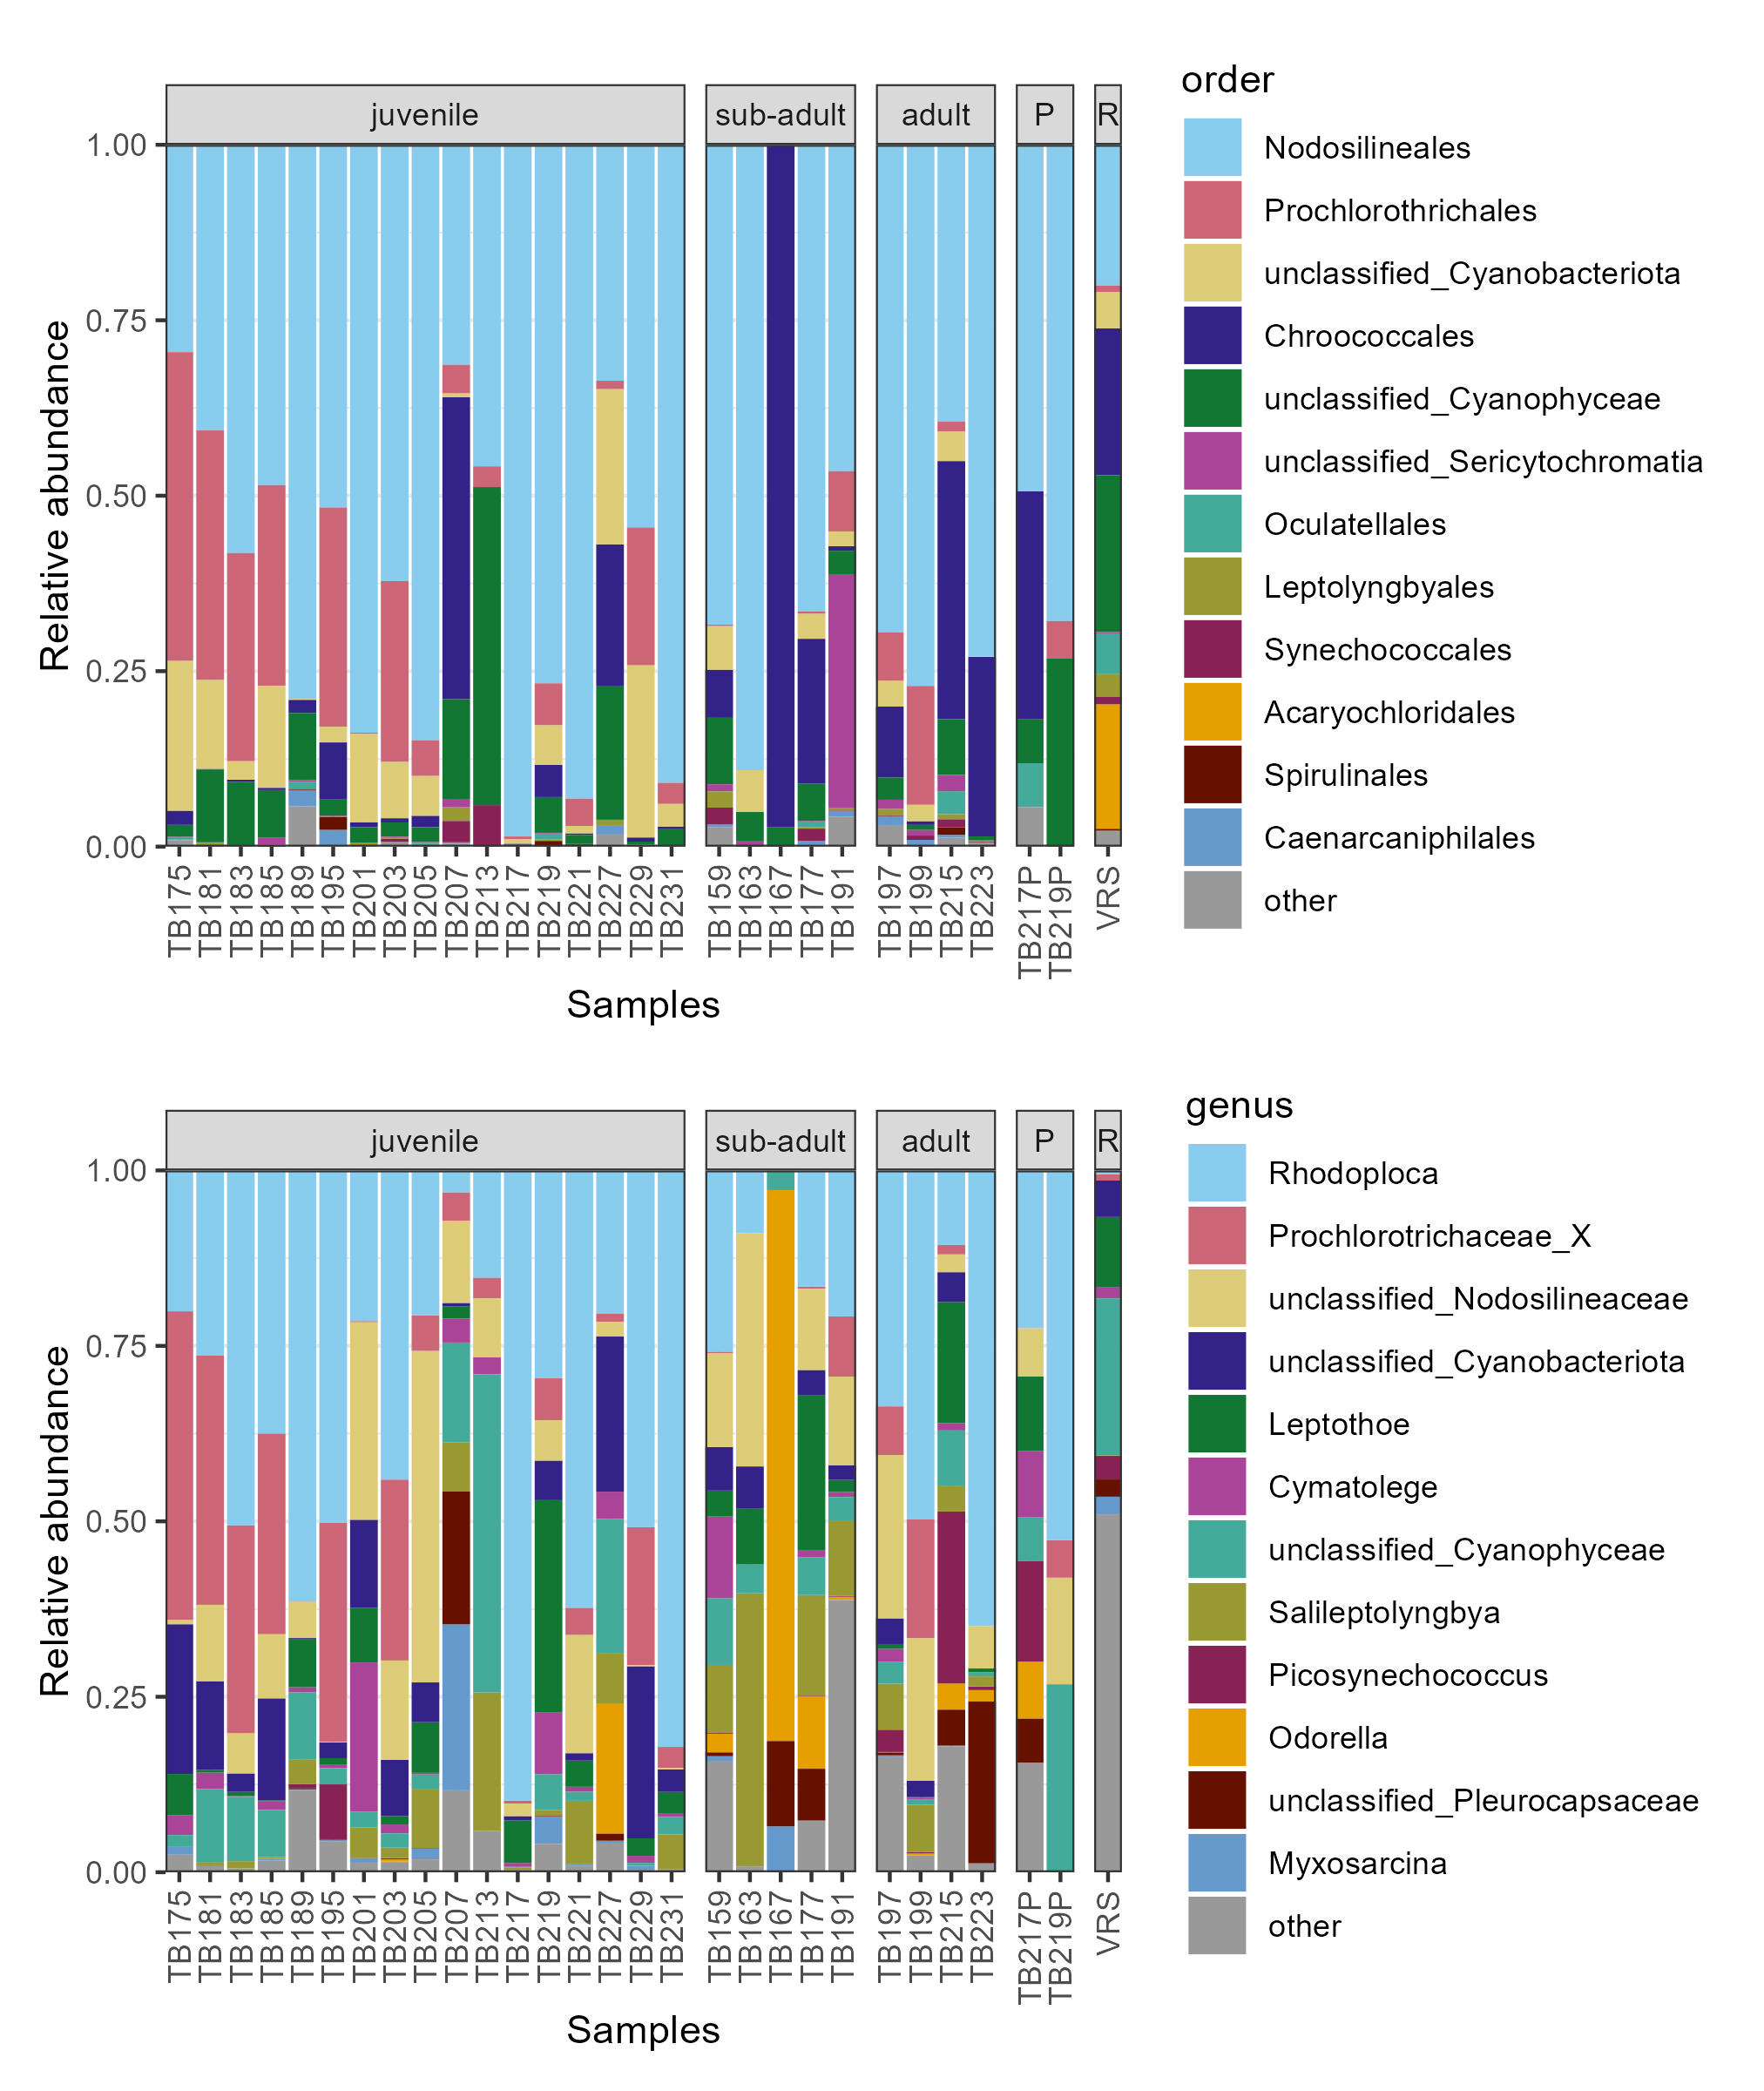 order
juvenile sub-adult adult P R
1.00
0.75
0.50
0.25
0.00
Relative abundance
TB175 TB181 TB183 TB185 TB189 TB195 TB201 TB203 TB205 TB207 TB213 TB217 TB219 TB221 TB227 TB229 TB231 TB159 TB163 TB167 TB177 TB191 TB197 TB199 TB215 TB223 TB217P TB219P VRS
Samples
Nodosilineales
Prochlorothrichales
unclassified_Cyanobacteriota
Chroococcales
unclassified_Cyanophyceae
unclassified_Sericytochromatia
Oculatellales
Leptolyngbyales
Synechococcales
Acaryochloridales
Spirulinales
Caenarcaniphilales
other
genus
juvenile sub-adult adult P R
1.00
0.75
0.50
0.25
0.00
Relative abundance
TB175 TB181 TB183 TB185 TB189 TB195 TB201 TB203 TB205 TB207 TB213 TB217 TB219 TB221 TB227 TB229 TB231 TB159 TB163 TB167 TB177 TB191 TB197 TB199 TB215 TB223 TB217P TB219P VRS
Samples
Rhodoploca
Prochlorotrichaceae_X
unclassified_Nodosilineaceae
unclassified_Cyanobacteriota
Leptothoe
Cymatolege
unclassified_Cyanophyceae
Salileptolyngbya
Picosynechococcus
Odorella
unclassified_Pleurocapsaceae
Myxosarcina
other